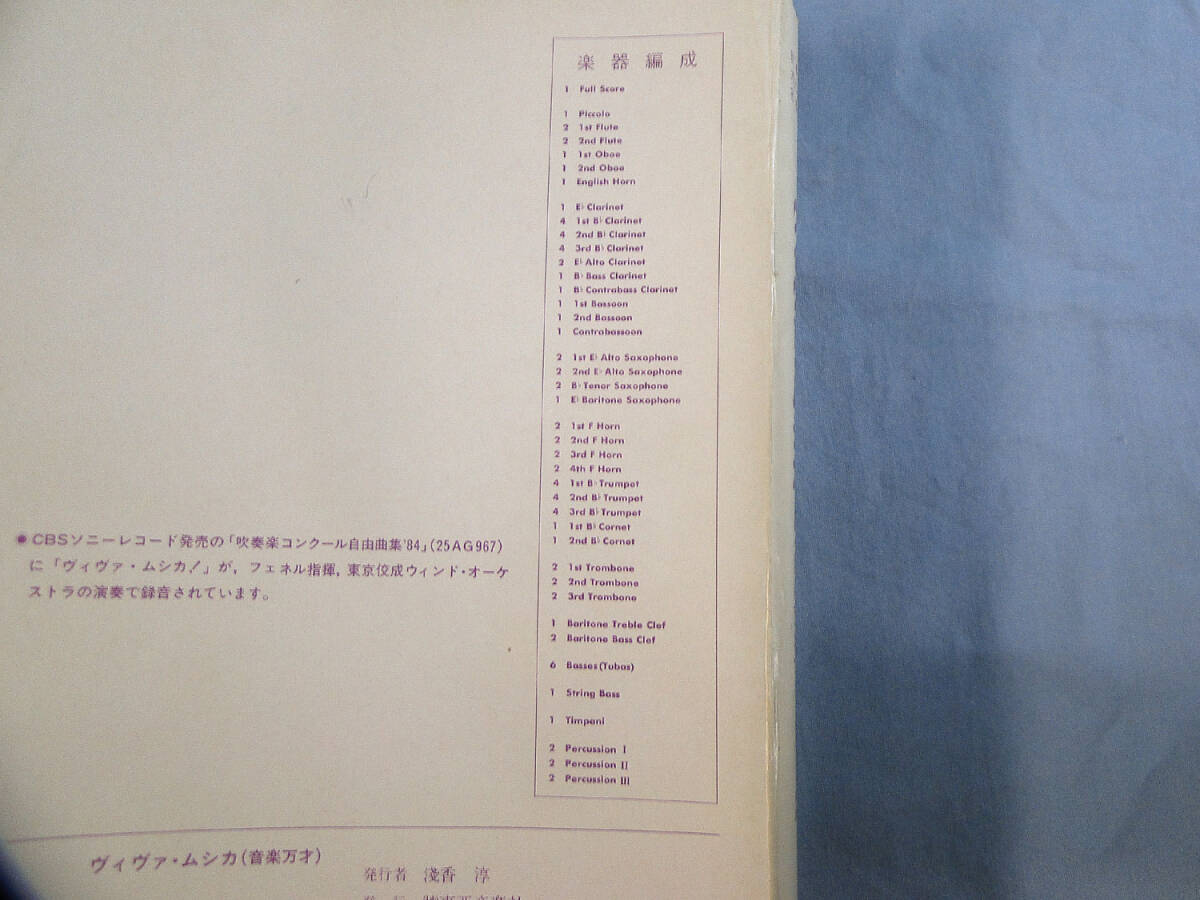 楽器編成
1 Full Score
1 Piccolo
2 1st Flute
2 2nd Flute
1 1st Oboe
1 2nd Oboe
1 English Horn
1 E♭ Clarinet
4 1st B♭ Clarinet
4 2nd B♭ Clarinet
4 3rd B♭ Clarinet
2 E♭ Alto Clarinet
1 B♭ Bass Clarinet
1 B♭ Contrabass Clarinet
1 1st Bassoon
1 2nd Bassoon
1 Contrabassoon
2 1st E♭ Alto Saxophone
2 2nd E♭ Alto Saxophone
2 B♭ Tenor Saxophone
1 E♭ Baritone Saxophone
2 1st F Horn
2 2nd F Horn
2 3rd F Horn
2 4th F Horn
4 1st B♭ Trumpet
4 2nd B♭ Trumpet
4 3rd B♭ Trumpet
1 1st B♭ Cornet
1 2nd B♭ Cornet
2 1st Trombone
2 2nd Trombone
2 3rd Trombone
1 Baritone Treble Clef
2 Baritone Bass Clef
6 Basses (Tubas)
1 String Bass
1 Timpani
2 Percussion I
2 Percussion II
2 Percussion III
●CBSソニーレコード発売の「吹奏楽コンクール自由曲集'84」(25AG967)
に「ヴィヴァ・ムシカ!」が,フェネル指揮,東京佼成ウィンド・オーケ
ストラの演奏で録音されています。
ヴィヴァ・ムシカ(音楽万才)
発行者 淺香 淳